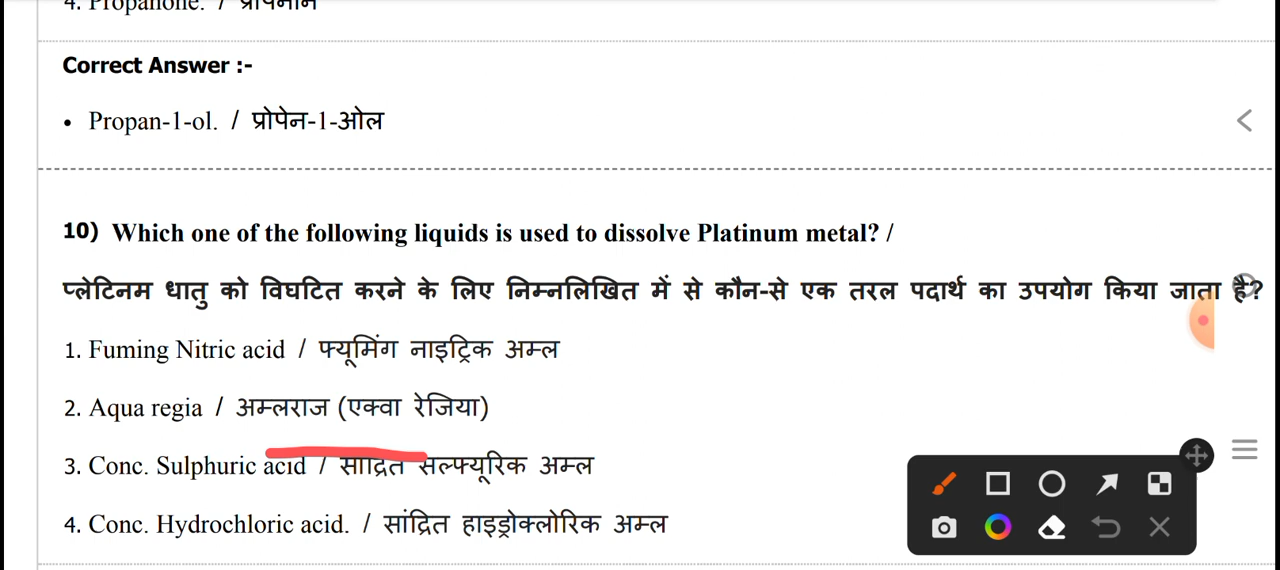 4. Propanone. / प्रोपेनोन
Correct Answer :-
• Propan-1-ol. / प्रोपेन-1-ओल
10) Which one of the following liquids is used to dissolve Platinum metal? /
प्लेटिनम धातु को विघटित करने के लिए निम्नलिखित में से कौन-से एक तरल पदार्थ का उपयोग किया जाता है?
1. Fuming Nitric acid / फ्यूमिंग नाइट्रिक अम्ल
2. Aqua regia / अम्लराज (एक्वा रेजिया)
3. Conc. Sulphuric acid / सांद्रित सल्फ्यूरिक अम्ल
4. Conc. Hydrochloric acid. / सांद्रित हाइड्रोक्लोरिक अम्ल